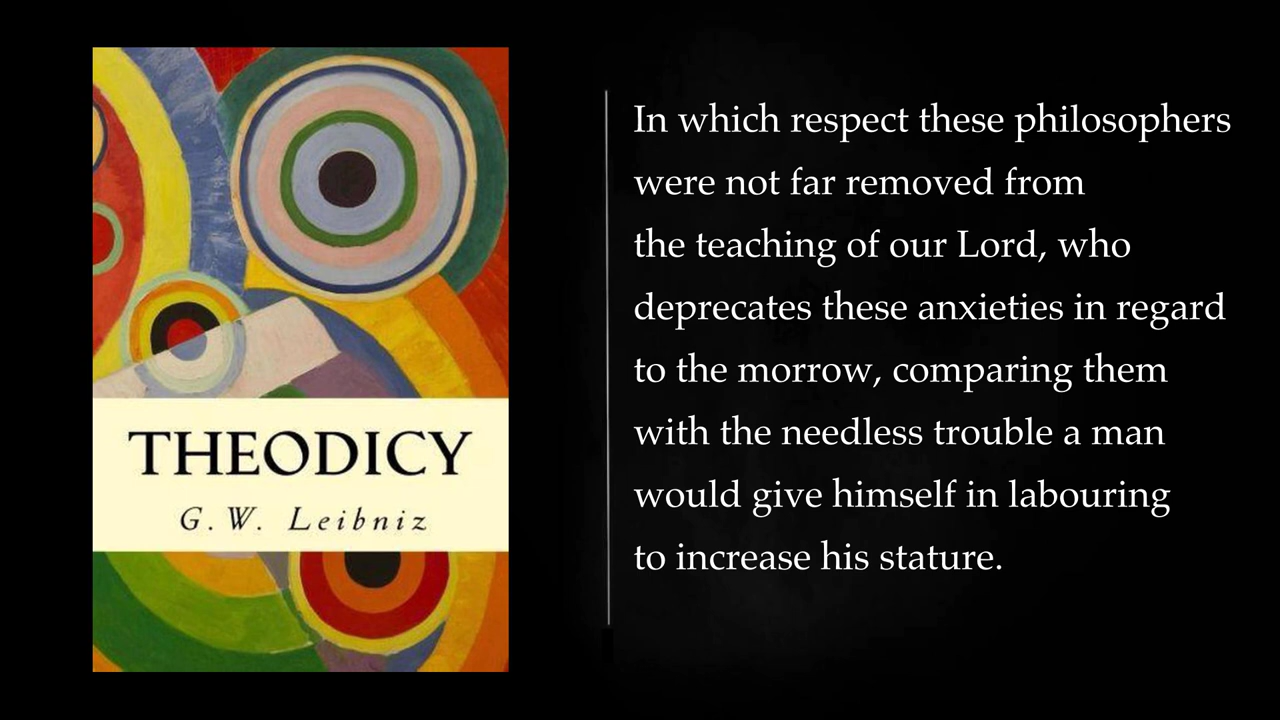 THEODICY
G. W. Leibniz
In which respect these philosophers
were not far removed from
the teaching of our Lord, who
deprecates these anxieties in regard
to the morrow, comparing them
with the needless trouble a man
would give himself in labouring
to increase his stature.